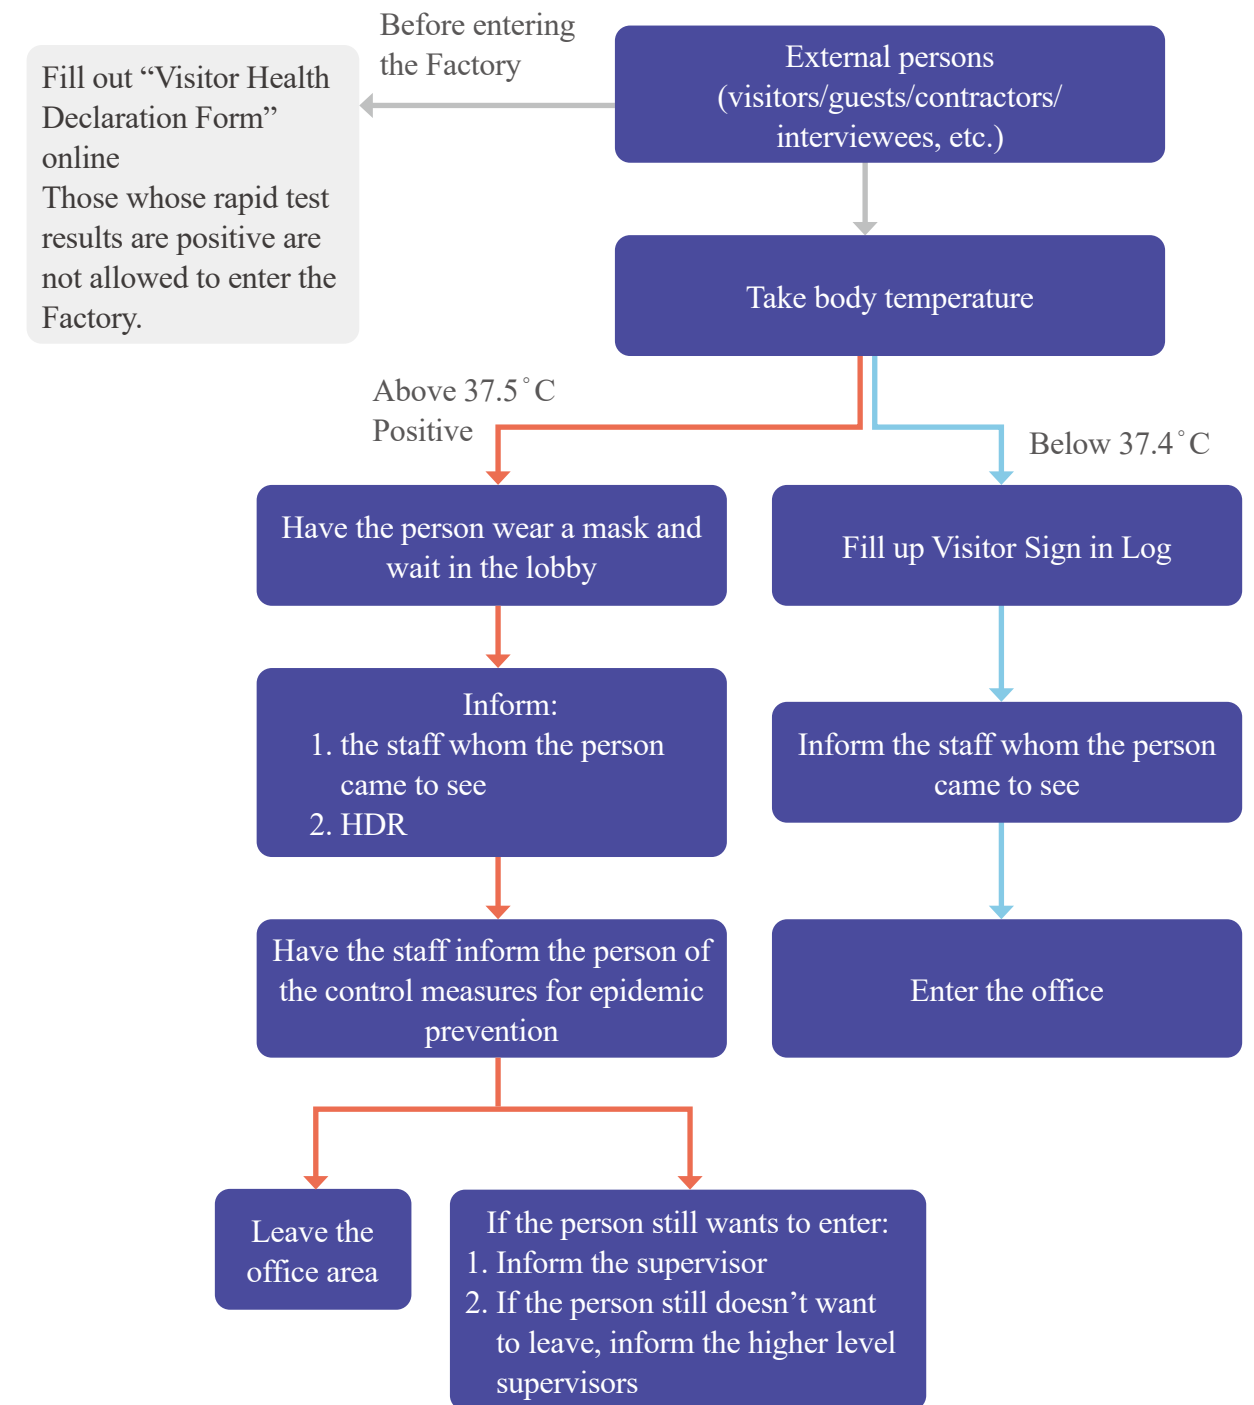 Before entering
the Factory
External persons
(visitors/guests/contractors/
interviewees, etc.)
Fill out “Visitor Health
Declaration Form”
online
Those whose rapid test
results are positive are
not allowed to enter the
Factory.
Take body temperature
Above 37.5°C
Positive
Below 37.4°C
Have the person wear a mask and
wait in the lobby
Fill up Visitor Sign in Log
Inform:
1. the staff whom the person
came to see
2. HDR
Inform the staff whom the person
came to see
Have the staff inform the person of
the control measures for epidemic
prevention
Enter the office
Leave the
office area
If the person still wants to enter:
1. Inform the supervisor
2. If the person still doesn’t want
to leave, inform the higher level
supervisors